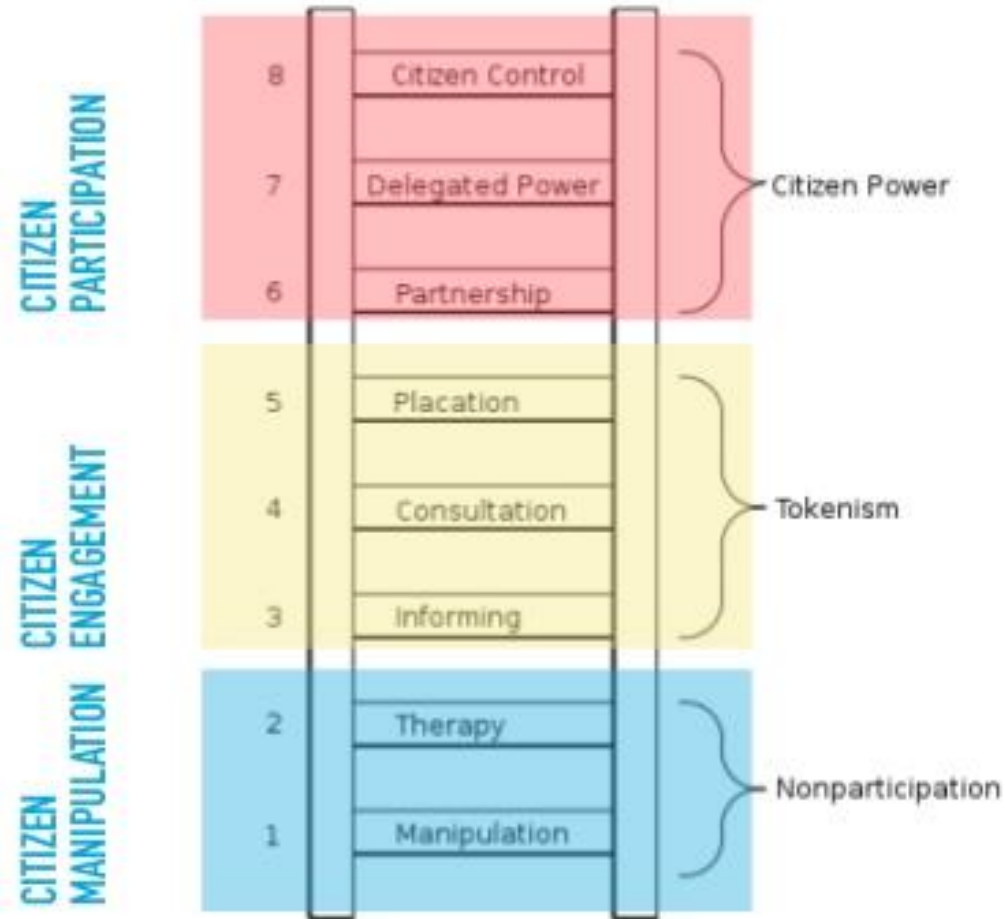 CITIZEN
PARTICIPATION
8
Citizen Control
7
Delegated Power
Citizen Power
6
Partnership
CITIZEN
ENGAGEMENT
5
Placation
4
Consultation
Tokenism
3
Informing
CITIZEN
MANIPULATION
2
Therapy
Nonparticipation
1
Manipulation